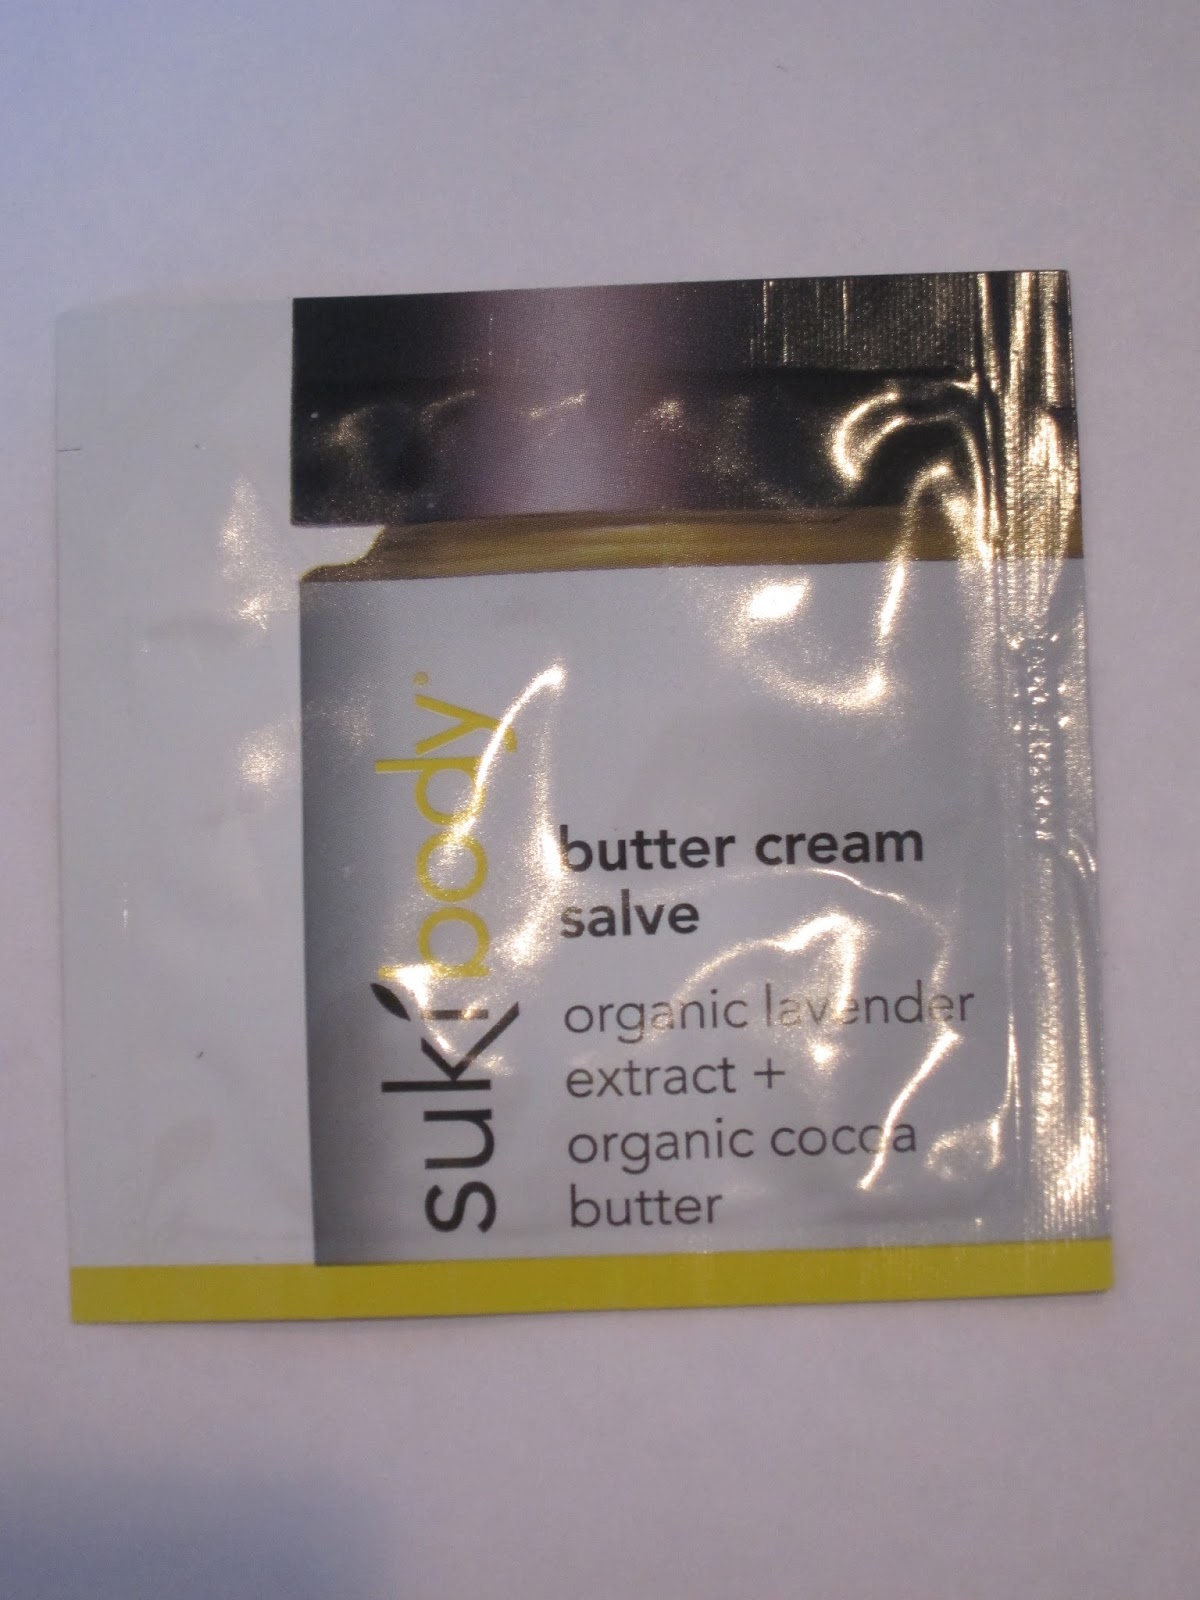 sukibody®
butter cream
salve
organic lavender
extract +
organic cocoa
butter